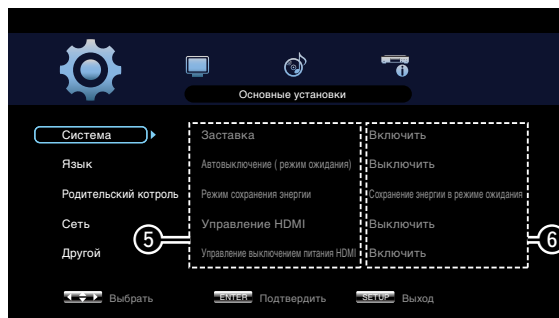 Основные установки
Система Заставка Включить
Язык Автовыключение ( режим ожидания) Выключить
Родительский котроль Режим сохранения энергии Сохранение энергии в режиме ожидания
Сеть Управление HDMI Выключить
5 6
Другой Управление выключением питания HDMI Включить
Выбрать ENTER Подтвердить SETUP Выход